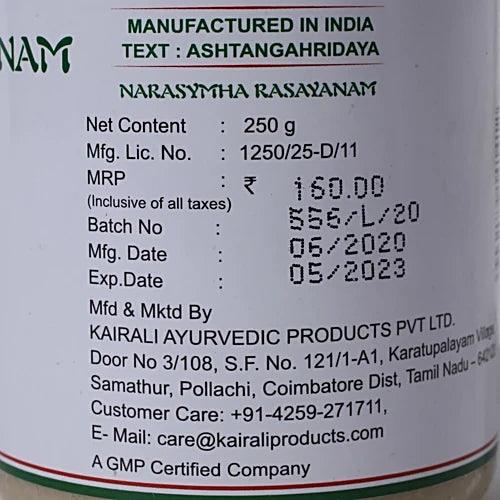 NAM
MANUFACTURED IN INDIA
TEXT : ASHTANGAHRIDAYA
NARASYMHA RASAYANAM
Net Content : 250 g
Mfg. Lic. No. : 1250/25-D/11
MRP : ₹ 160.00
(Inclusive of all taxes)
Batch No : 556/L/20
Mfg. Date : 06/2020
Exp.Date : 05/2023
Mfd & Mktd By
KAIRALI AYURVEDIC PRODUCTS PVT LTD.
Door No 3/108, S.F. No. 121/1-A1, Karatupalayam
Samathur, Pollachi, Coimbatore Dist, Tamil Nadu –
Customer Care: +91-4259-271711,
E- Mail: care@kairaliproducts.com
A GMP Certified Company